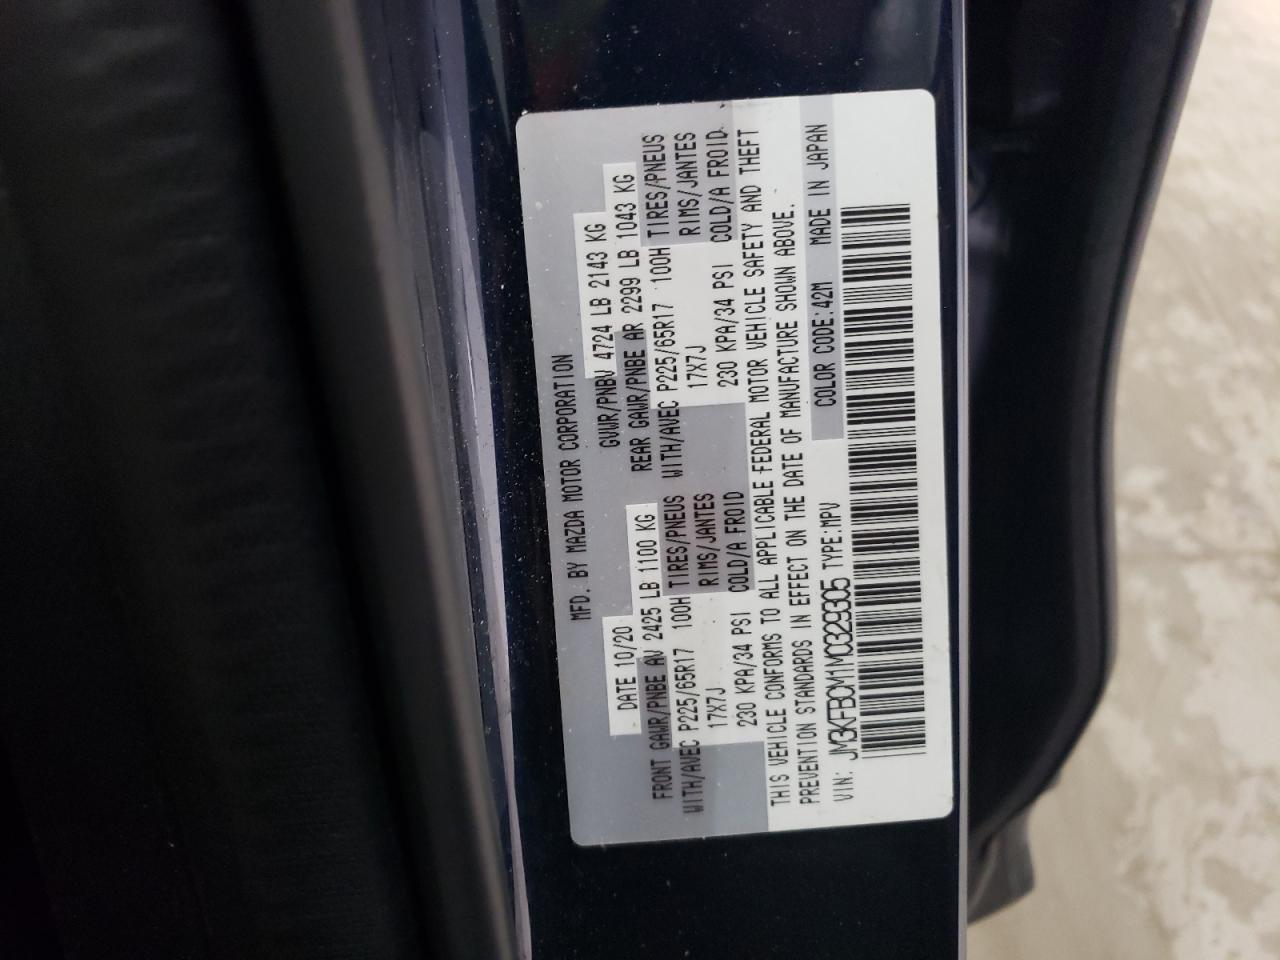 MFD. BY MAZDA MOTOR CORPORATION
DATE 10/20 GVWR/PNBV 4724 LB 2143 KG
FRONT GAWR/PNBE AV 2425 LB 1100 KG REAR GAWR/PNBE AR 2299 LB 1043 KG
WITH/AVEC P225/65R17 100H TIRES/PNEUS WITH/AVEC P225/65R17 100H TIRES/PNEUS
17X7J RIMS/JANTES 17X7J RIMS/JANTES
230 KPA/34 PSI COLD/A FROID 230 KPA/34 PSI COLD/A FROID
THIS VEHICLE CONFORMS TO ALL APPLICABLE FEDERAL MOTOR VEHICLE SAFETY AND THEFT
PREVENTION STANDARDS IN EFFECT ON THE DATE OF MANUFACTURE SHOWN ABOVE.
COLOR CODE:42M MADE IN JAPAN
VIN: JM3KFBCM1M0329305 TYPE:MPV